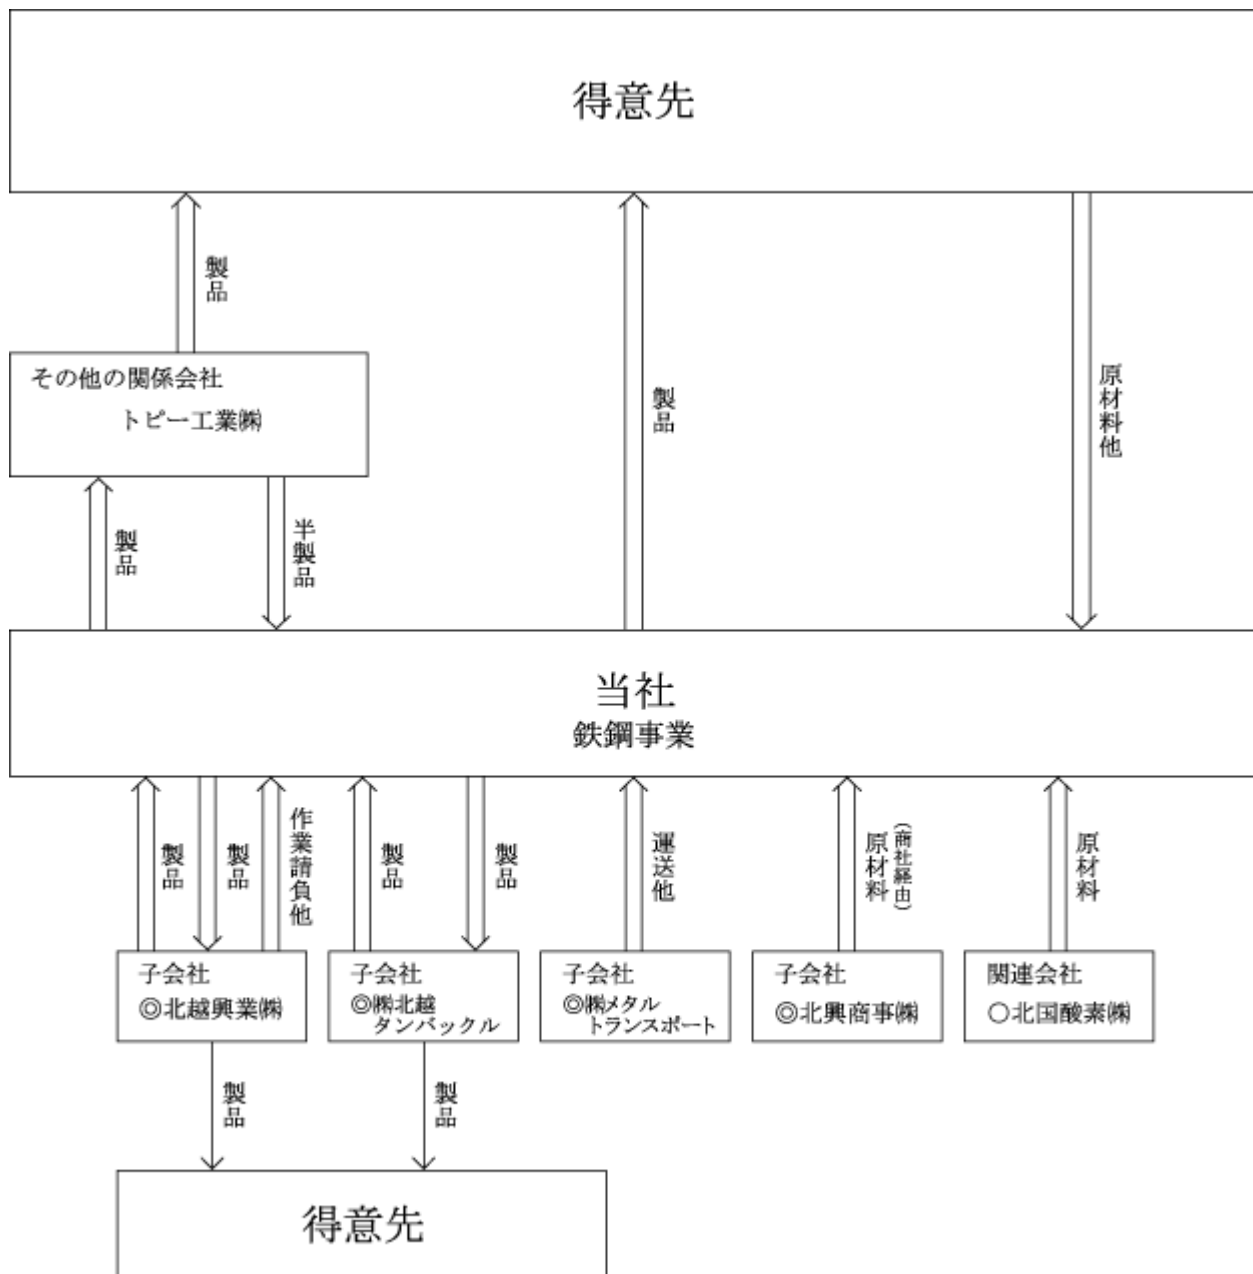 得意先
製品
その他の関係会社
トピー工業㈱
製品
原材料他
製品
半製品
当社
鉄鋼事業
製品
製品
作業請負他
製品
製品
運送他
原材料
（商社経由）
原材料
子会社
◎北越興業㈱
子会社
◎㈱北越
タンバックル
子会社
◎㈱メタル
トランスポート
子会社
◎北興商事㈱
関連会社
○北国酸素㈱
製品
製品
得意先